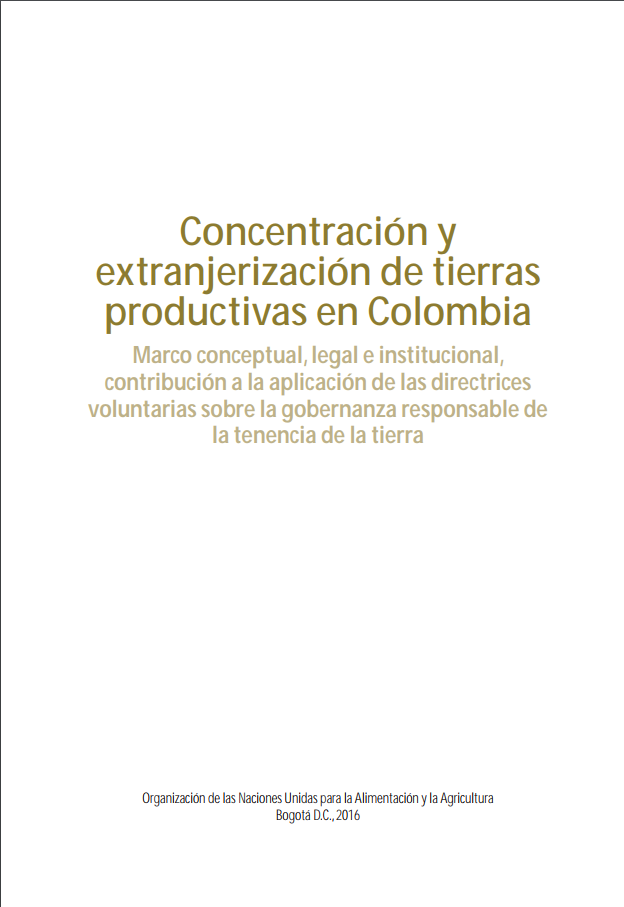 Concentración y
extranjerización de tierras
productivas en Colombia
Marco conceptual, legal e institucional,
contribución a la aplicación de las directrices
voluntarias sobre la gobernanza responsable de
la tenencia de la tierra
Organización de las Naciones Unidas para la Alimentación y la Agricultura
Bogotá D.C., 2016